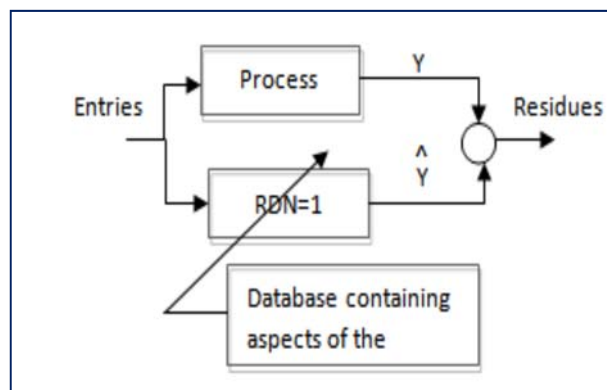 Process
Y
Entries
Residues
^
Y
RDN=1
Database containing
aspects of the